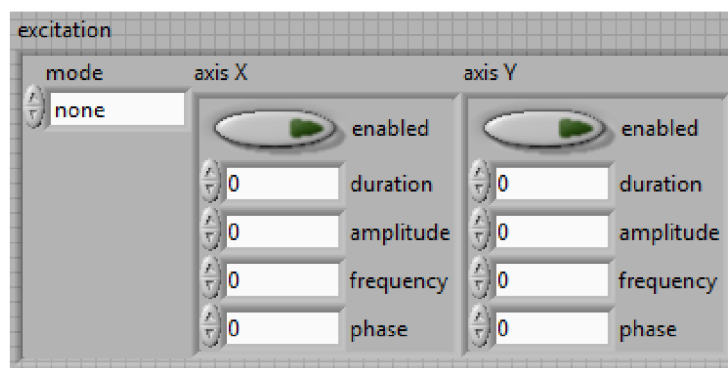 excitation
mode axis X axis Y
none enabled enabled
0 duration 0 duration
0 amplitude 0 amplitude
0 frequency 0 frequency
0 phase 0 phase